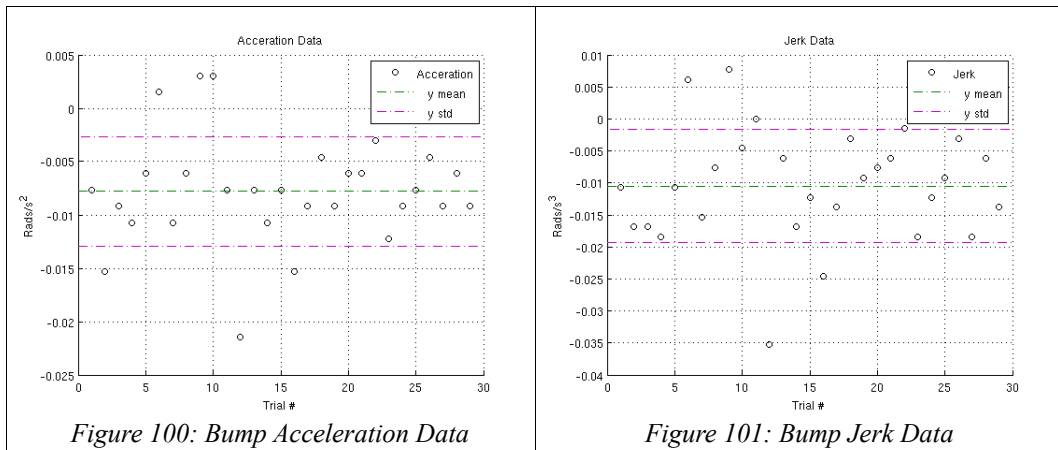 Acceration Data
0.005
0
-0.005
-0.01
-0.015
-0.02
-0.025
Rads/s²
0
5
10
15
20
25
30
Trial #
Acceration
y mean
y std
Figure 100: Bump Acceleration Data
Jerk Data
0.01
0.005
0
-0.005
-0.01
-0.015
-0.02
-0.025
-0.03
-0.035
-0.04
Rads/s³
0
5
10
15
20
25
30
Trial #
Jerk
y mean
y std
Figure 101: Bump Jerk Data